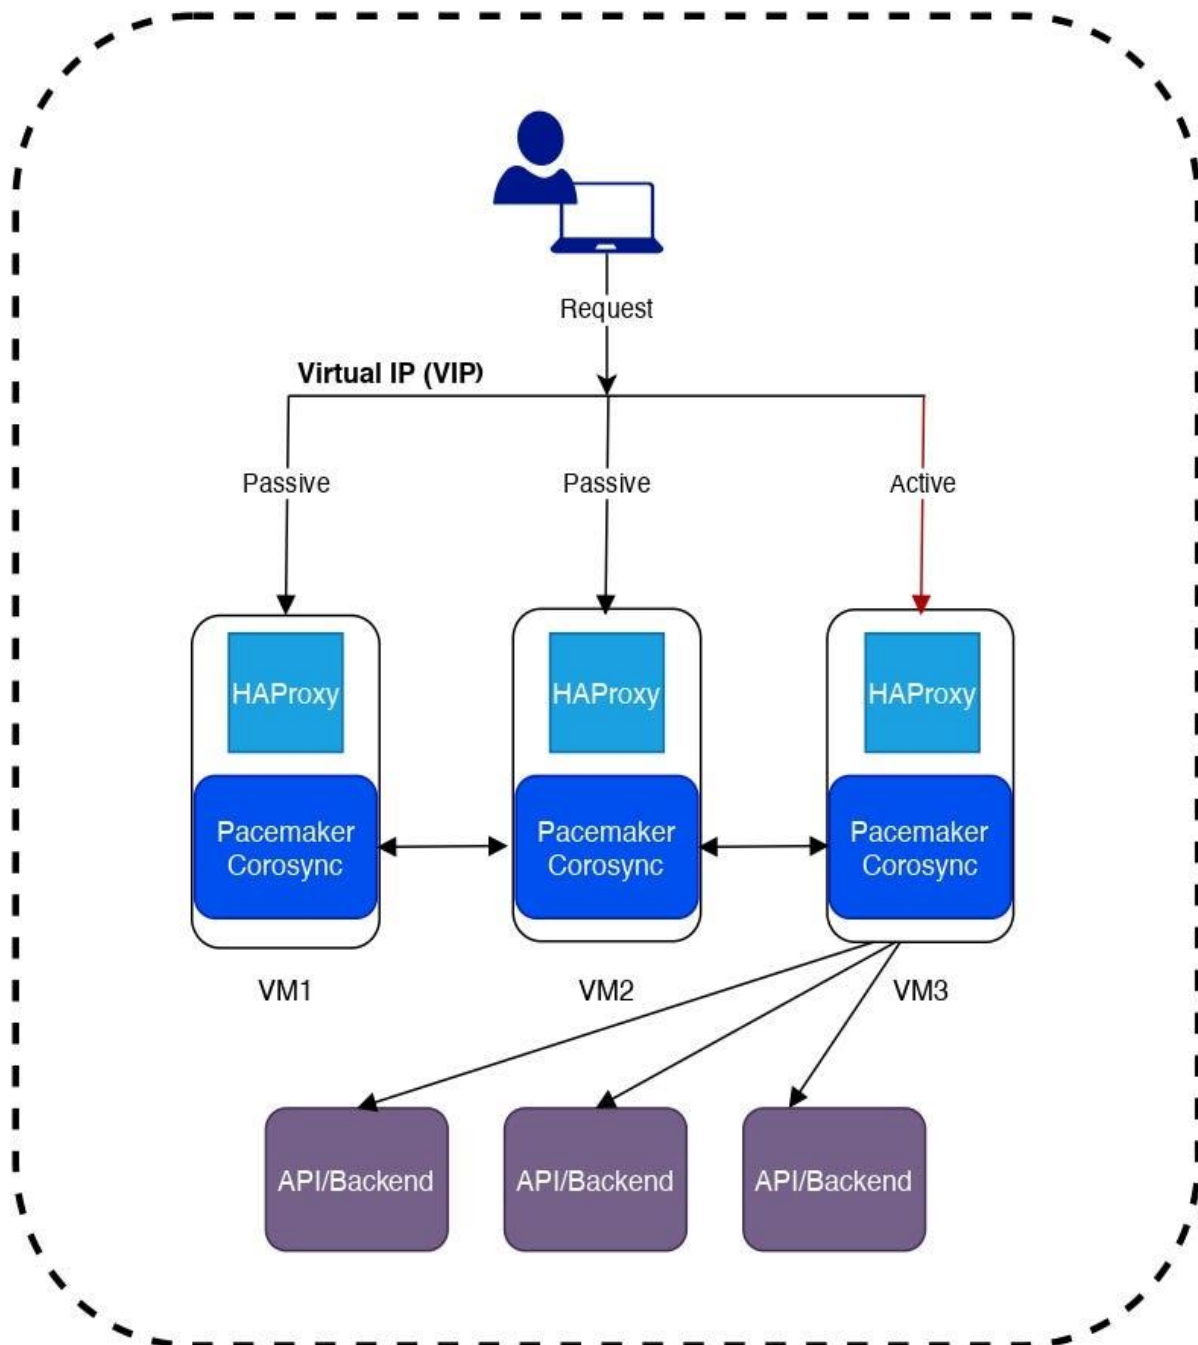 Request
Virtual IP (VIP)
Passive
Passive
Active
HAProxy
HAProxy
HAProxy
Pacemaker
Corosync
Pacemaker
Corosync
Pacemaker
Corosync
VM1
VM2
VM3
API/Backend
API/Backend
API/Backend